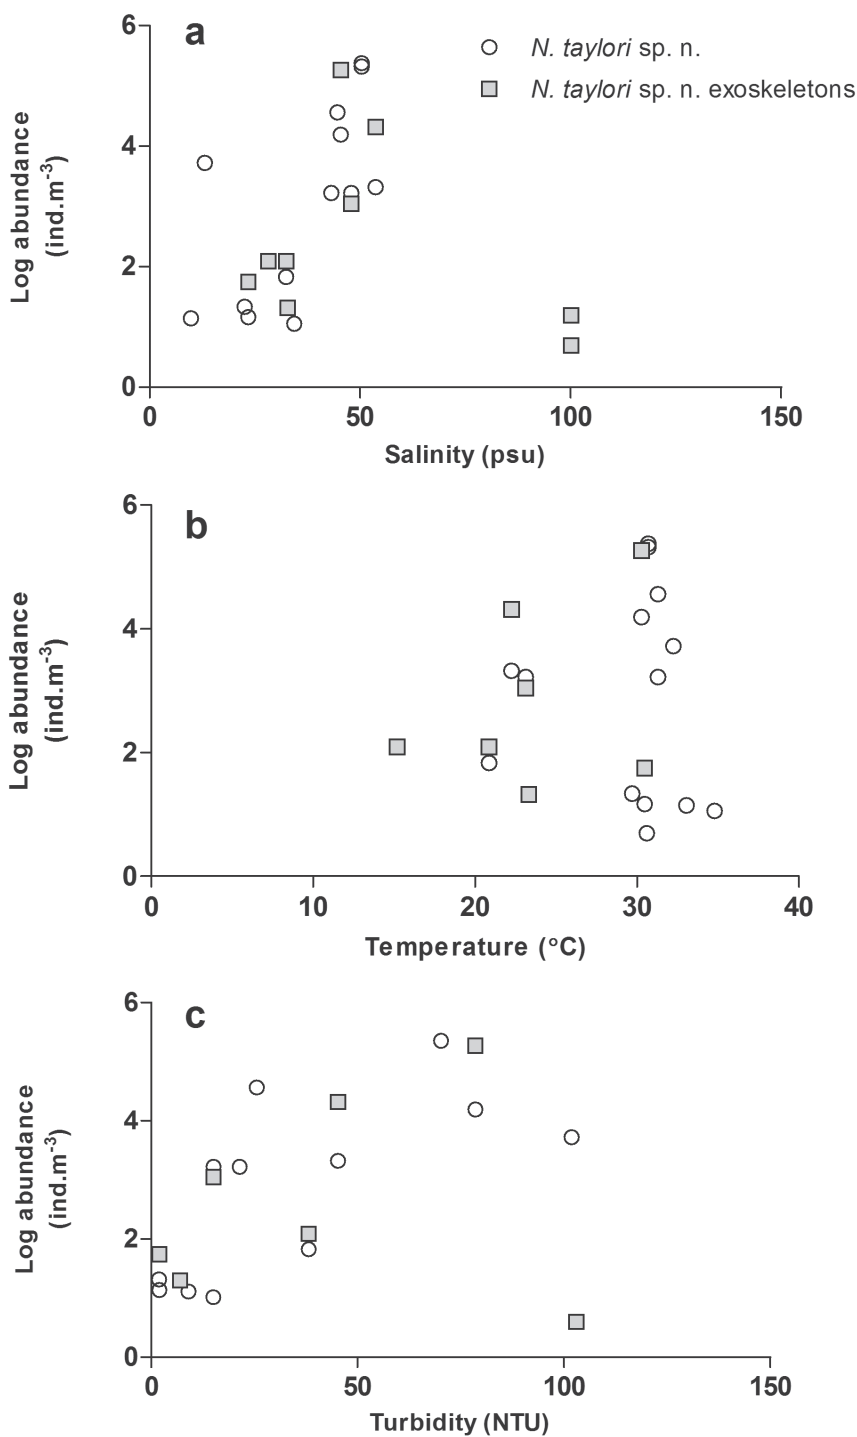 a
N. taylori sp. n.
N. taylori sp. n. exoskeletons
6
4
2
0
Log abundance
(ind.m-3)
0 50 100 150
Salinity (psu)
b
6
4
2
0
Log abundance
(ind.m-3)
0 10 20 30 40
Temperature (°C)
c
6
4
2
0
Log abundance
(ind.m-3)
0 50 100 150
Turbidity (NTU)